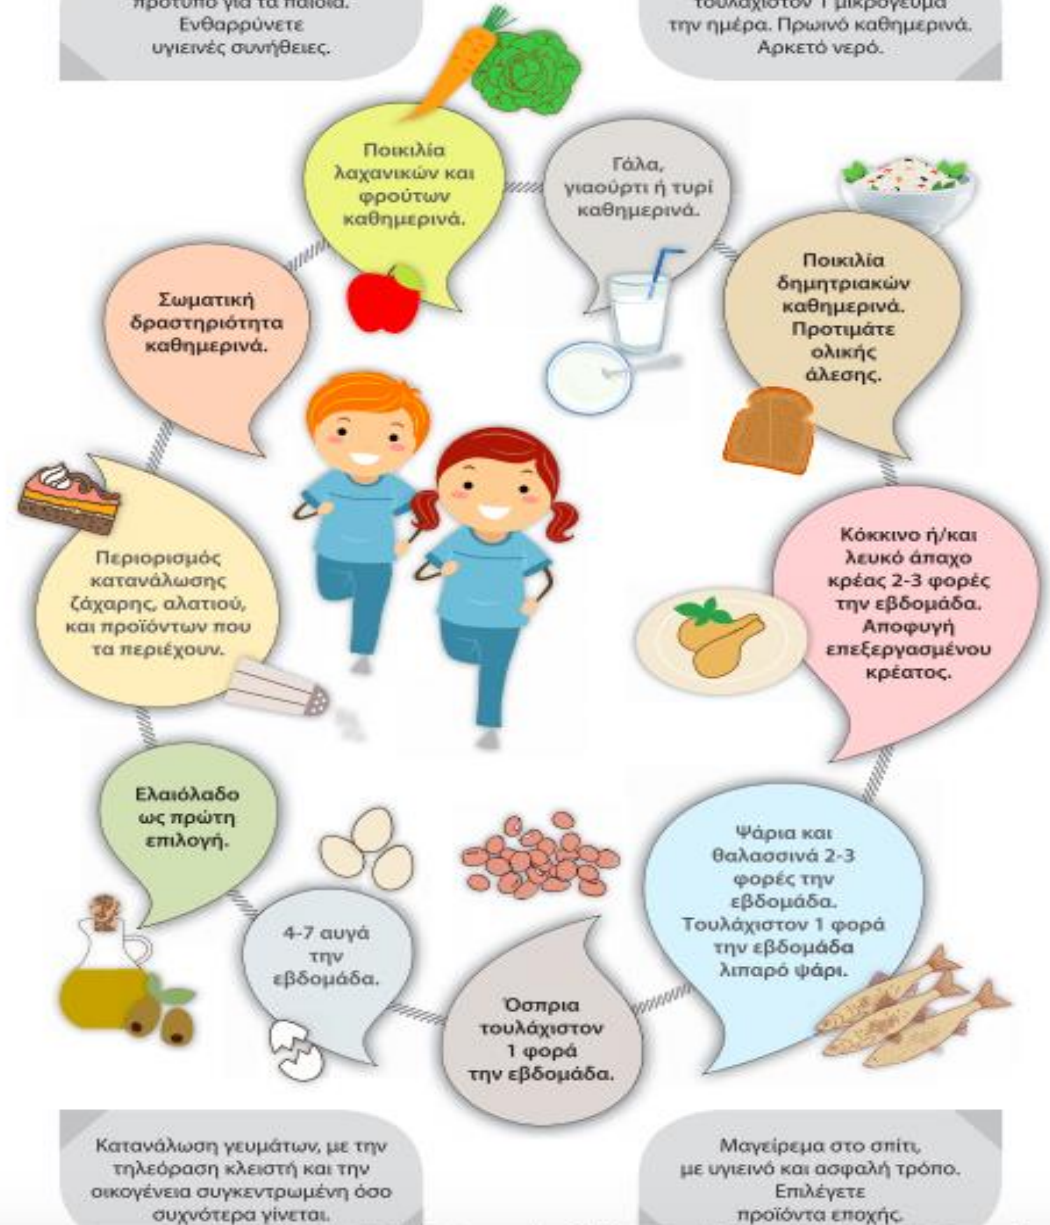 πρότυπο για τα παιδιά.
Ενθαρρύνετε
υγιεινές συνήθειες.
τουλάχιστον 1 μικρογεύμα
την ημέρα. Πρωινό καθημερινά.
Αρκετό νερό.
Ποικιλία
λαχανικών και
φρούτων
καθημερινά.
Γάλα,
γιαούρτι ή τυρί
καθημερινά.
Ποικιλία
δημητριακών
καθημερινά.
Προτιμάτε
ολικής
άλεσης.
Σωματική
δραστηριότητα
καθημερινά.
Κόκκινο ή/και
λευκό άπαχο
κρέας 2-3 φορές
την εβδομάδα.
Αποφυγή
επεξεργασμένου
κρέατος.
Περιορισμός
κατανάλωσης
ζάχαρης, αλατιού,
και προϊόντων που
τα περιέχουν.
Ελαιόλαδο
ως πρώτη
επιλογή.
Ψάρια και
θαλασσινά 2-3
φορές την
εβδομάδα.
Τουλάχιστον 1 φορά
την εβδομάδα
λιπαρό ψάρι.
4-7 αυγά
την
εβδομάδα.
Όσπρια
τουλάχιστον
1 φορά
την εβδομάδα.
Κατανάλωση γευμάτων, με την
τηλεόραση κλειστή και την
οικογένεια συγκεντρωμένη όσο
συχνότερα γίνεται.
Μαγείρεμα στο σπίτι,
με υγιεινό και ασφαλή τρόπο.
Επιλέγετε
προϊόντα εποχής.